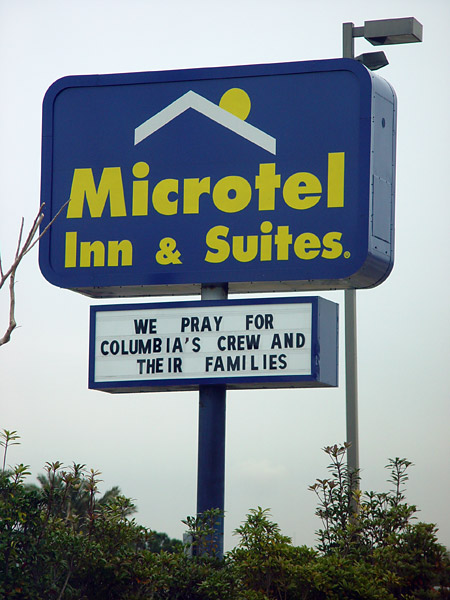 Microtel
Inn & Suites®
WE PRAY FOR
COLUMBIA'S CREW AND
THEIR FAMILIES